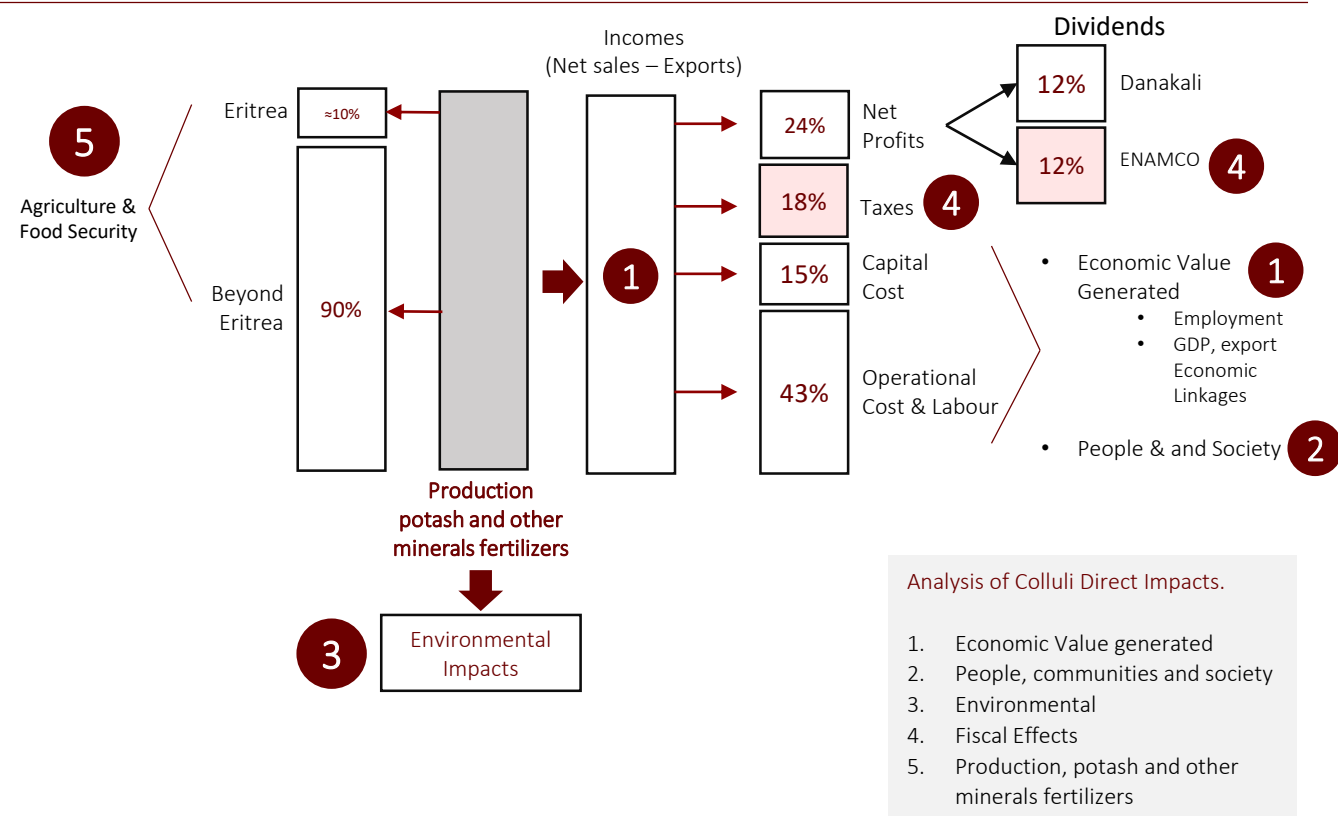 Dividends
Incomes
(Net sales – Exports)
5
Agriculture &
Food Security
Eritrea
≈10%
Beyond
Eritrea
90%
1
24%
Net
Profits
18%
Taxes
4
15%
Capital
Cost
43%
Operational
Cost & Labour
12%
Danakali
12%
ENAMCO
4
• Economic Value
Generated
1
• Employment
• GDP, export
Economic
Linkages
• People & and Society
2
Production
potash and other
minerals fertilizers
3
Environmental
Impacts
Analysis of Colluli Direct Impacts.
1. Economic Value generated
2. People, communities and society
3. Environmental
4. Fiscal Effects
5. Production, potash and other
minerals fertilizers